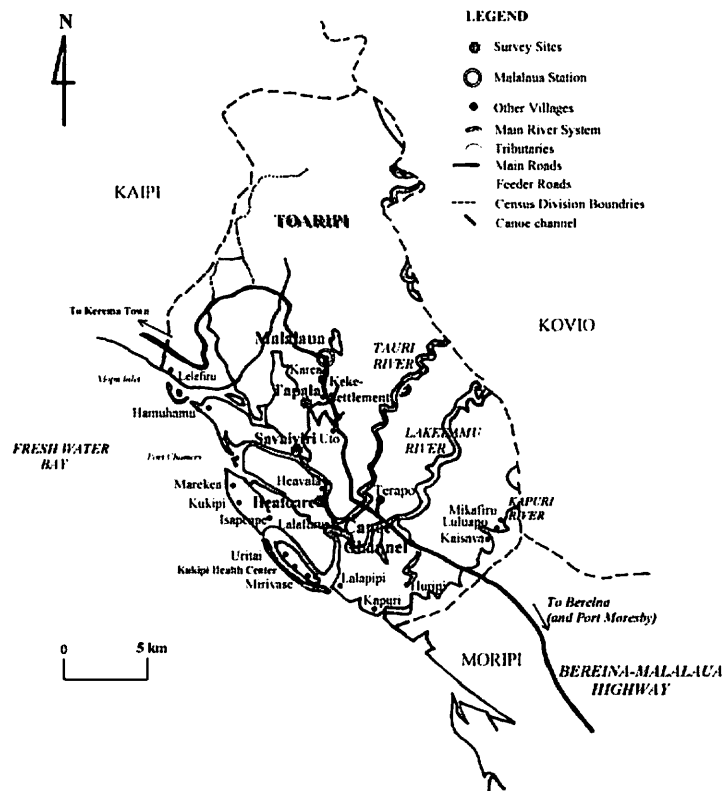 N
LEGEND
Survey Sites
Malalaua Station
Other Villages
Main River System
Tributaries
Main Roads
Feeder Roads
Census Division Boundries
Canoe channel
KAIPI
TOARIPI
KOVIO
To Kerema Town
Malalaua
TAURI
RIVER
Lelefiru
Karea
Keke-
Settlement
Tapala
Hamuhamu
LAKEKAMU
RIVER
Savaiviri
Uto
FRESH WATER
BAY
Heavala
Terapo
Marekea
Kukipi
Heatoare
Mikafiru
KAPURI
RIVER
Luluapo
Isapeape
Kaisava
Channel
Uritai
Kukipi Health Center
Mirivase
Lalapipi
Kapuri
To Bereina
(and Port Moresby)
0
5 km
MORIPI
BEREINA-MALALAUA
HIGHWAY